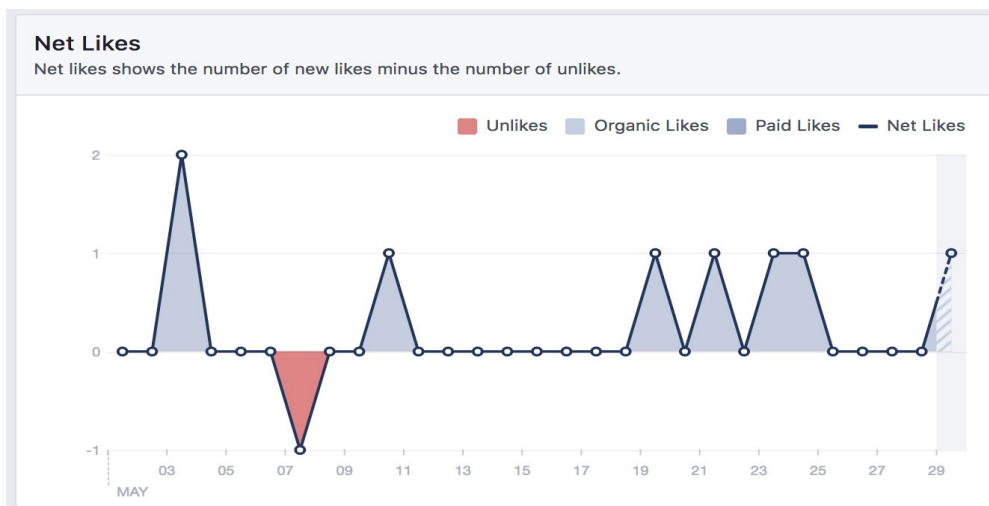 Net Likes
Net likes shows the number of new likes minus the number of unlikes.
Unlikes Organic Likes Paid Likes Net Likes
2
1
0
-1
03 05 07 09 11 13 15 17 19 21 23 25 27 29
MAY